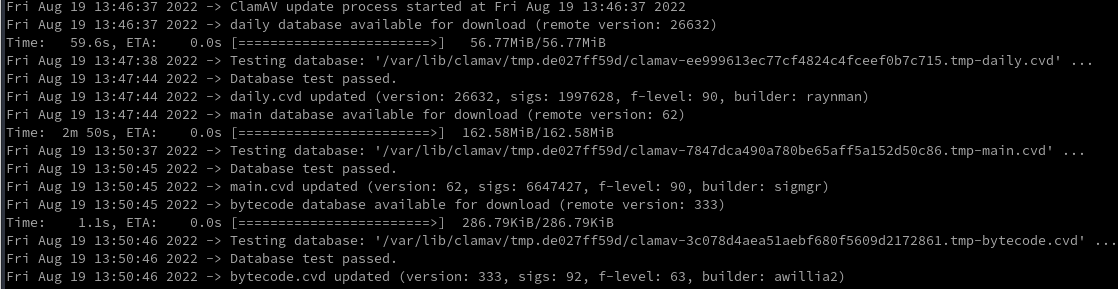 Fri Aug 19 13:46:37 2022 -> ClamAV update process started at Fri Aug 19 13:46:37 2022
Fri Aug 19 13:46:37 2022 -> daily database available for download (remote version: 26632)
Time:   59.6s, ETA:    0.0s [========================>]   56.77MiB/56.77MiB
Fri Aug 19 13:47:38 2022 -> Testing database: '/var/lib/clamav/tmp.de027ff59d/clamav-ee999613ec77cf4824c4fceef0b7c715.tmp-daily.cvd' ...
Fri Aug 19 13:47:44 2022 -> Database test passed.
Fri Aug 19 13:47:44 2022 -> daily.cvd updated (version: 26632, sigs: 1997628, f-level: 90, builder: raynman)
Fri Aug 19 13:47:44 2022 -> main database available for download (remote version: 62)
Time:  2m 50s, ETA:    0.0s [========================>]  162.58MiB/162.58MiB
Fri Aug 19 13:50:37 2022 -> Testing database: '/var/lib/clamav/tmp.de027ff59d/clamav-7847dca490a780be65aff5a152d50c86.tmp-main.cvd' ...
Fri Aug 19 13:50:45 2022 -> Database test passed.
Fri Aug 19 13:50:45 2022 -> main.cvd updated (version: 62, sigs: 6647427, f-level: 90, builder: sigmgr)
Fri Aug 19 13:50:45 2022 -> bytecode database available for download (remote version: 333)
Time:    1.1s, ETA:    0.0s [========================>]  286.79KiB/286.79KiB
Fri Aug 19 13:50:46 2022 -> Testing database: '/var/lib/clamav/tmp.de027ff59d/clamav-3c078d4aea51aebf680f5609d2172861.tmp-bytecode.cvd' ...
Fri Aug 19 13:50:46 2022 -> Database test passed.
Fri Aug 19 13:50:46 2022 -> bytecode.cvd updated (version: 333, sigs: 92, f-level: 63, builder: awillia2)